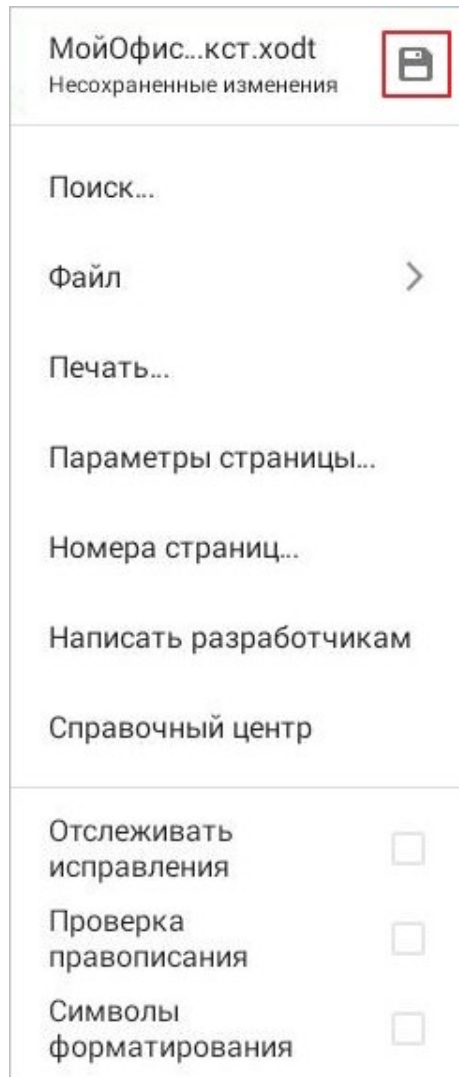 МойОфис...кст.xodt
Несохраненные изменения
Поиск...
Файл
Печать...
Параметры страницы...
Номера страниц...
Написать разработчикам
Справочный центр
Отслеживать
исправления
Проверка
правописания
Символы
форматирования